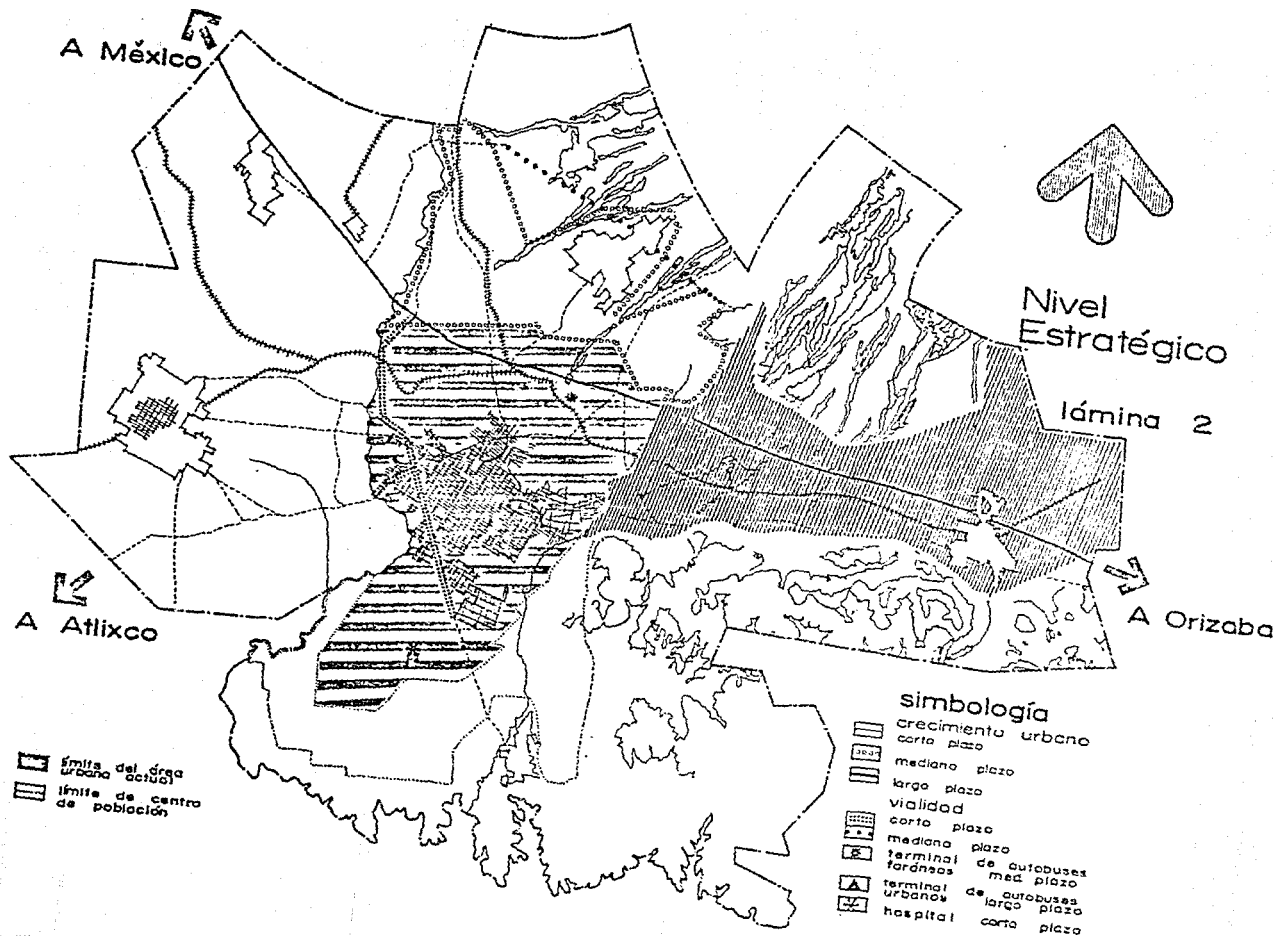 A México
Nivel
Estratégico
lámina 2
A Atlixco
A Orizaba
límite del área
urbana actual
límite de centro
de población
simbología
crecimiento urbano
corto plazo
mediano plazo
largo plazo
vialidad
corto plazo
mediano plazo
terminal de autobuses
foráneos med plazo
terminal de autobuses
urbanos largo plazo
hospital corto plazo